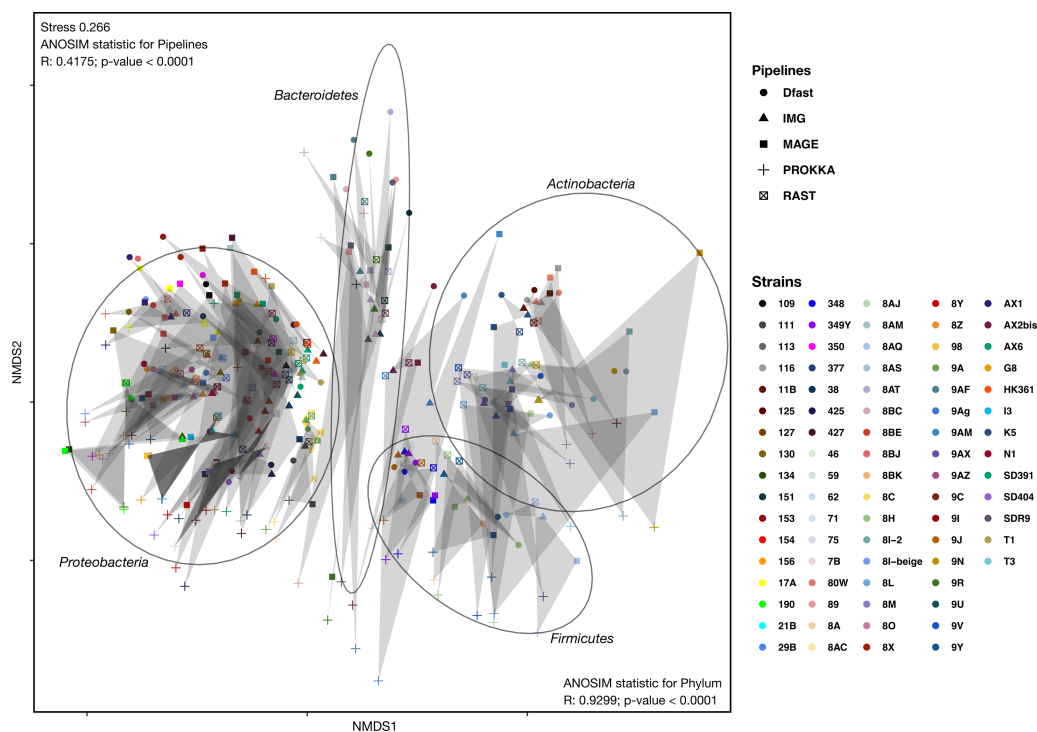 Stress 0.266
ANOSIM statistic for Pipelines
R: 0.4175; p-value < 0.0001
Bacteroidetes
Actinobacteria
Proteobacteria
Firmicutes
ANOSIM statistic for Phylum
R: 0.9299; p-value < 0.0001
NMDS2
NMDS1
Pipelines
Dfast
IMG
MAGE
PROKKA
RAST
Strains
109
111
113
116
11B
125
127
130
134
151
153
154
156
17A
190
21B
29B
348
349Y
350
377
38
425
427
46
59
62
71
75
7B
80W
89
8A
8AC
8AJ
8AM
8AQ
8AS
8AT
8BC
8BE
8BJ
8BK
8C
8H
8I-2
8I-beige
8L
8M
8O
8X
8Y
8Z
98
9A
9AF
9Ag
9AM
9AX
9AZ
9C
9I
9J
9N
9R
9U
9V
9Y
AX1
AX2bis
AX6
G8
HK361
I3
K5
N1
SD391
SD404
SDR9
T1
T3